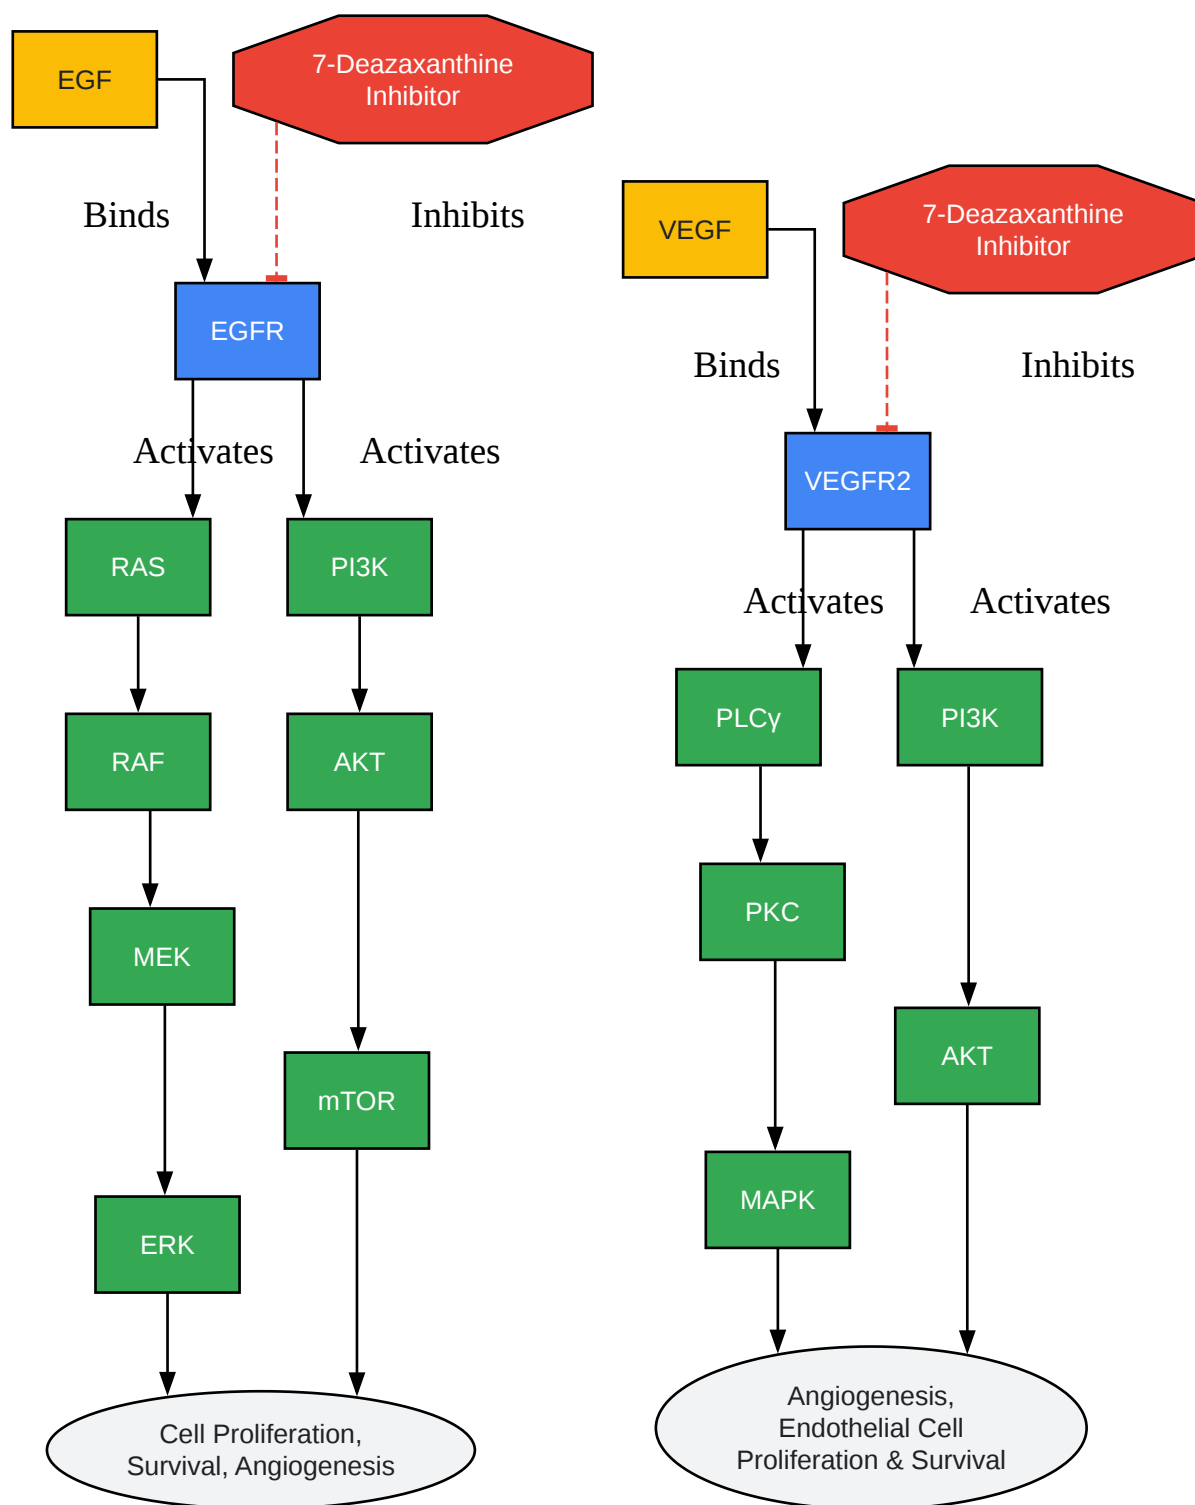 EGF
7-Deazaxanthine
Inhibitor
Binds
Inhibits
EGFR
Activates
Activates
RAS
PI3K
RAF
AKT
MEK
mTOR
ERK
Cell Proliferation,
Survival, Angiogenesis
VEGF
7-Deazaxanthine
Inhibitor
Binds
Inhibits
VEGFR2
Activates
Activates
PLCγ
PI3K
PKC
AKT
MAPK
Angiogenesis,
Endothelial Cell
Proliferation & Survival